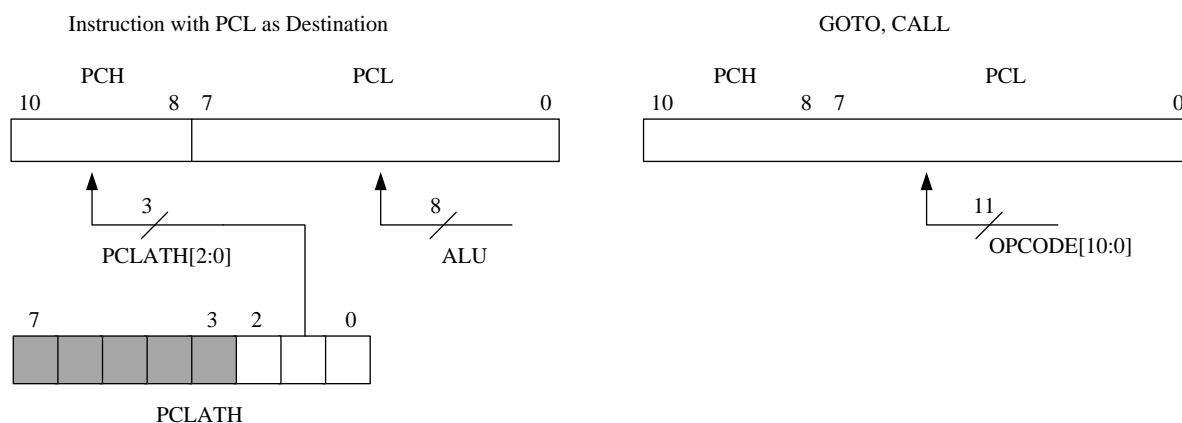 Instruction with PCL as Destination
GOTO, CALL
PCH PCL
PCH PCL
10 8 7 0
10 8 7 0
3 8
11
PCLATH[2:0] ALU
OPCODE[10:0]
7 3 2 0
PCLATH